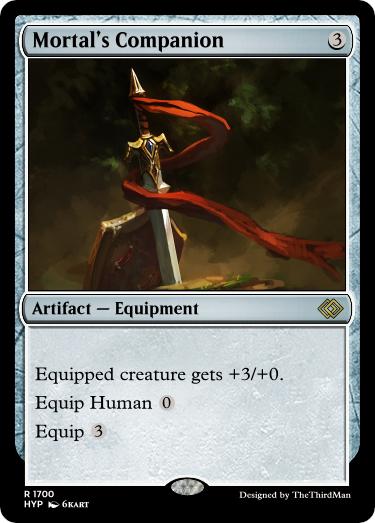 Mortal's Companion 3
Artifact — Equipment
Equipped creature gets +3/+0.
Equip Human 0
Equip 3
R 1700
HYP 6KART
Designed by TheThirdMan